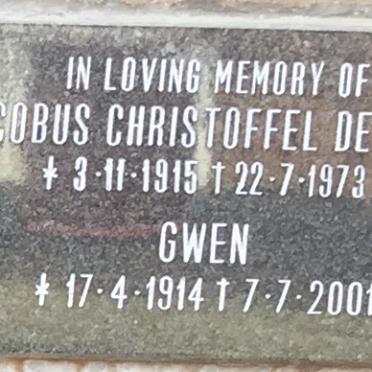 IN LOVING MEMORY OF
COBUS CHRISTOFFEL DE
* 3·11·1915 † 22·7·1973
GWEN
* 17·4·1914 † 7·7·2001